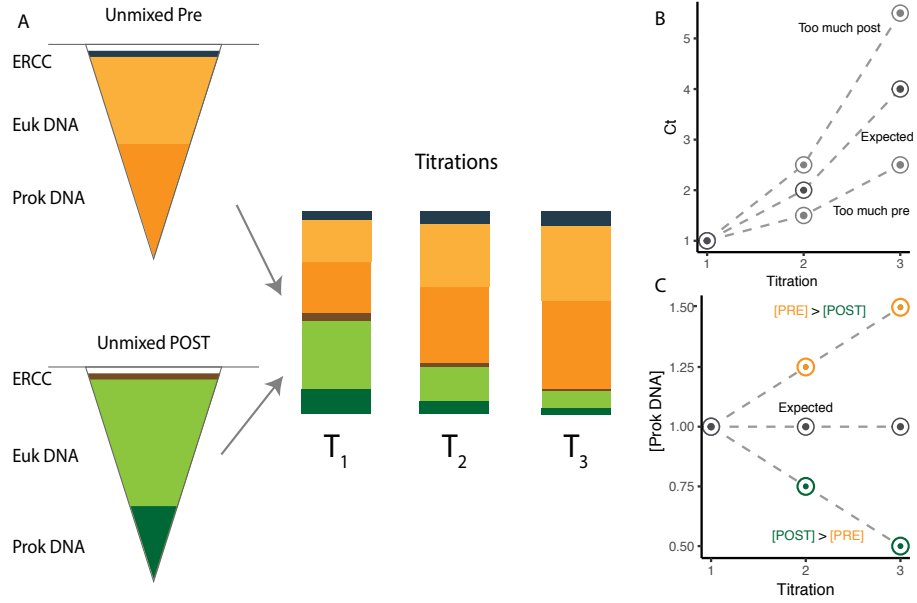 A
Unmixed Pre
ERCC
Euk DNA
Prok DNA
Unmixed POST
ERCC
Euk DNA
Prok DNA
Titrations
T1
T2
T3
B
Ct
5
4
3
2
1
Too much post
Expected
Too much pre
1
2
3
Titration
C
[Prok DNA]
1.50
1.25
1.00
0.75
0.50
[PRE] > [POST]
Expected
[POST] > [PRE]
1
2
3
Titration